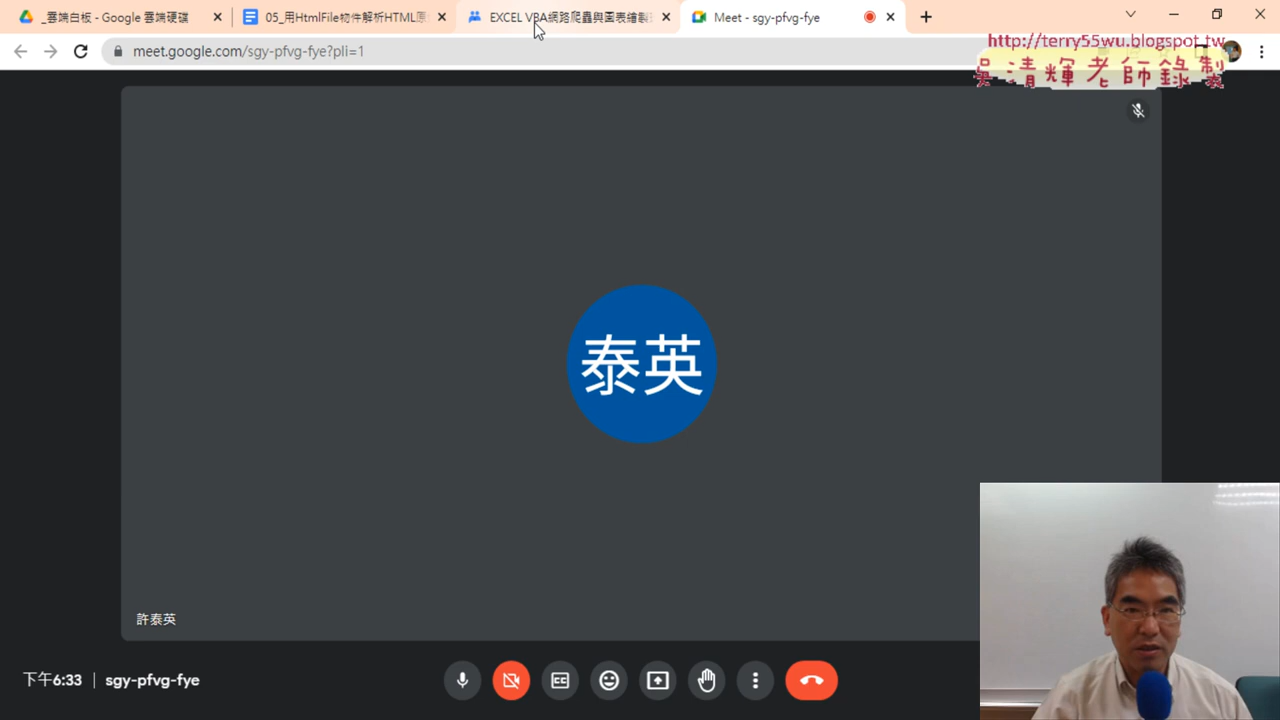 _雲端白板 - Google 雲端硬碟
05_用HtmlFile物件解析HTML原
EXCEL VBA網路爬蟲與圖表繪製
Meet - sgy-pfvg-fye
meet.google.com/sgy-pfvg-fye?pli=1
http://terry55wu.blogspot.tw
吳清輝老師錄製
泰英
許泰英
下午6:33 | sgy-pfvg-fye